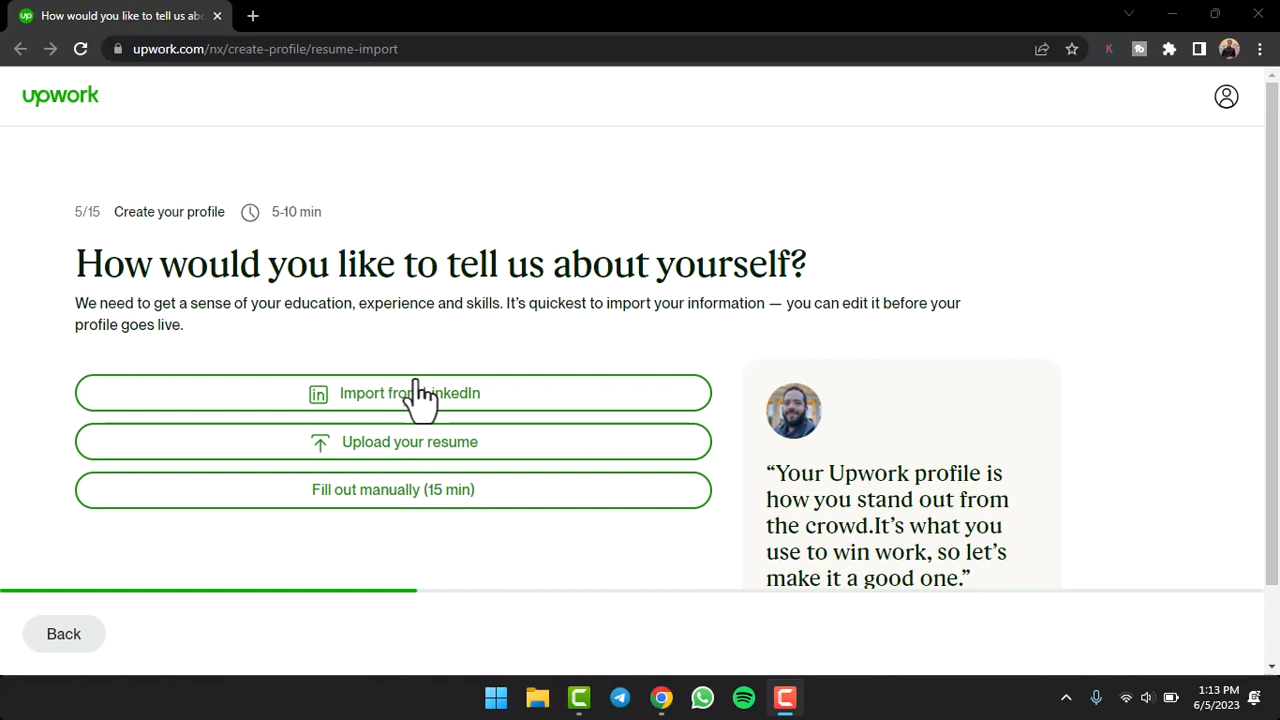 How would you like to tell us abo
upwork.com/nx/create-profile/resume-import
upwork
5/15 Create your profile 5-10 min
How would you like to tell us about yourself?
We need to get a sense of your education, experience and skills. It’s quickest to import your information — you can edit it before your
profile goes live.
in Import from LinkedIn
Upload your resume
Fill out manually (15 min)
“Your Upwork profile is
how you stand out from
the crowd.It’s what you
use to win work, so let’s
make it a good one.”
Back
1:13 PM
6/5/2023